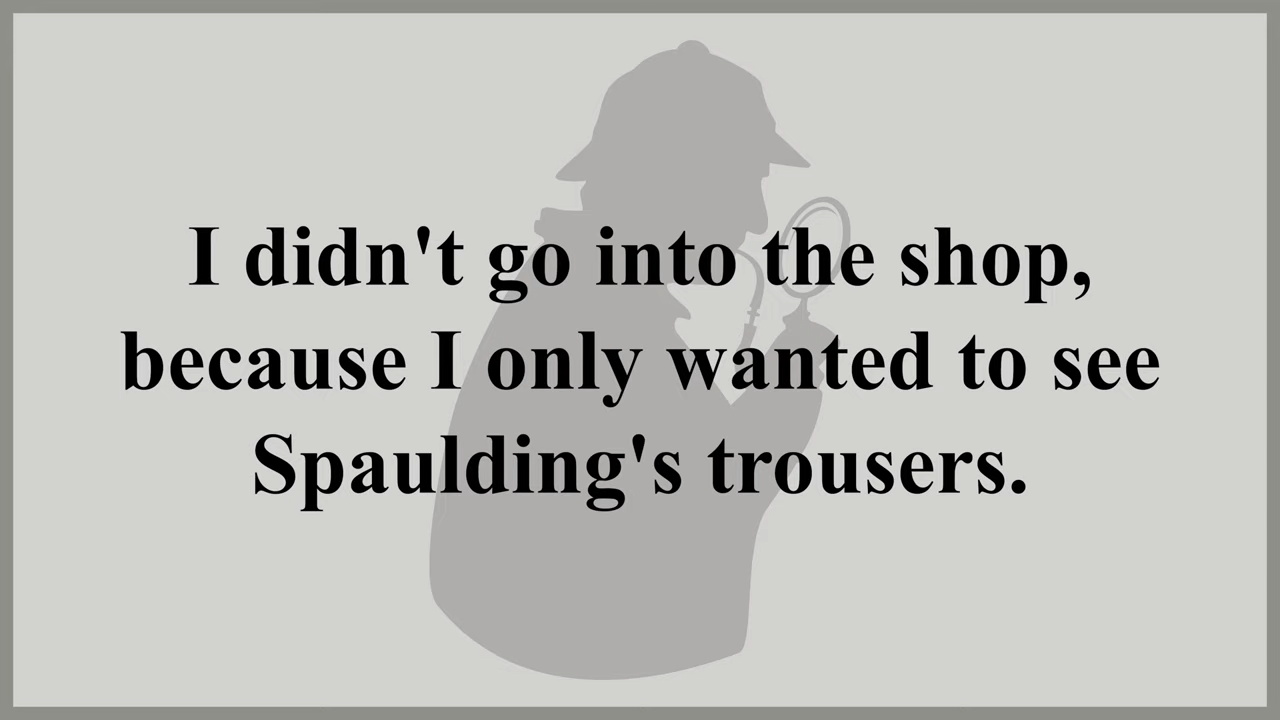 I didn't go into the shop,
because I only wanted to see
Spaulding's trousers.